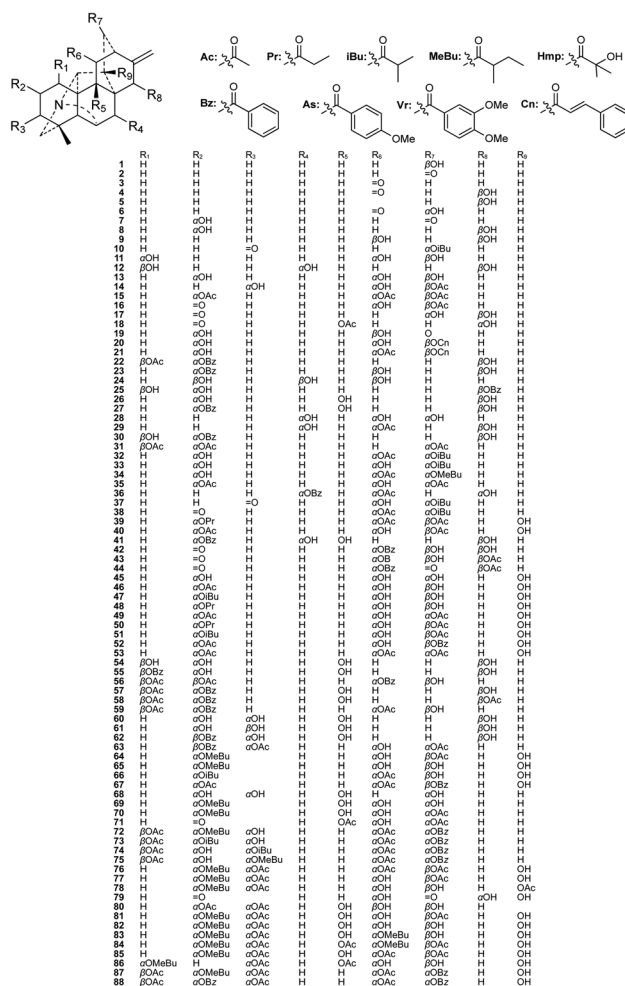 R7
R6
R1
R9
R2
R8
N
R5
R3
R4
Ac: O
Pr: O
iBu: O
MeBu: O
Hmp: O OH
Bz: O
As: O OMe
Vr: O OMe OMe
Cn: O
R1 R2 R3 R4 R5 R6 R7 R8 R9
1 H H H H H H βOH H H
2 H H H H H H =O H H
3 H H H H H =O H H H
4 H H H H H =O H βOH H
5 H H H H H H H βOH H
6 H H H H H =O αOH H H
7 H αOH H H H H =O H H
8 H αOH H H H H H βOH H
9 H H H H H βOH H βOH H
10 H H =O H H H αOiBu H H
11 αOH H H H H αOH βOH H H
12 βOH H H αOH H H H βOH H
13 H αOH H H H αOH βOH H H
14 H H αOH H H αOH βOAc H H
15 H αOAc H H H αOAc βOAc H H
16 H =O H H H αOH βOAc H H
17 H =O H H H H αOH βOH H
18 H =O H H OAc H H αOH H
19 H αOH H H H βOH O H H
20 H αOH H H H αOH βOCn H H
21 H αOH H H H αOAc βOCn H H
22 βOAc αOBz H H H H H βOH H
23 H αOBz H H H βOH H βOH H
24 H βOH H βOH H βOH H H H
25 βOH αOH H H H H H βOBz H
26 H αOH H H OH H H βOH H
27 H αOBz H H OH H H βOH H
28 H H H αOH H αOH αOH H H
29 H H H αOH H αOAc H βOH H
30 βOH αOBz H H H H H βOH H
31 βOAc αOAc H H H H αOAc H H
32 H αOH H H H αOAc αOiBu H H
33 H αOH H H H αOH αOiBu H H
34 H αOH H H H αOAc αOMeBu H H
35 H αOAc H H H αOH αOAc H H
36 H H H αOBz H αOAc H αOH H
37 H H =O H H αOH αOiBu H H
38 H =O H H H αOAc αOiBu H H
39 H αOPr H H H αOAc βOAc H OH
40 H αOAc H H H αOH βOAc H OH
41 H αOBz H αOH OH H H βOH H
42 H =O H H H αOBz βOH βOH H
43 H =O H H H αOB βOH βOAc H
44 H =O H H H αOBz =O βOAc H
45 H αOH H H H αOH αOH H OH
46 H αOAc H H H αOH βOH H OH
47 H αOiBu H H H αOH βOH H OH
48 H αOPr H H H αOH βOH H OH
49 H αOAc H H H αOH αOAc H OH
50 H αOPr H H H αOH βOAc H OH
51 H αOiBu H H H αOH βOAc H OH
52 H αOAc H H H αOAc βOBz H OH
53 H αOAc H H H αOAc αOAc H OH
54 βOH αOH H H OH H H βOH H
55 βOBz αOH H H OH H H βOH H
56 βOAc βOAc H H H αOBz βOH H H
57 βOAc αOBz H H OH H H βOH H
58 βOAc αOBz H H OH H H βOAc H
59 βOAc αOBz H H H αOAc βOH H H
60 H αOH αOH H OH H H βOH H
61 H αOH βOH H OH H H βOH H
62 H βOBz αOH H OH H H βOH H
63 H βOBz αOAc H H αOH αOAc H H
64 H αOMeBu H H αOH βOAc H OH
65 H αOMeBu H H αOH βOH H OH
66 H αOiBu H H αOAc βOH H OH
67 H αOAc H H αOH βOBz H OH
68 H αOH αOH H OH H αOH H H
69 H αOMeBu H OH αOH αOH H OH
70 H αOMeBu H OH αOH αOAc H OH
71 H =O H OAc αOH αOAc H OH
72 βOAc αOMeBu αOH H H αOAc αOBz H H
73 βOAc αOiBu αOH H H αOAc αOBz H H
74 βOAc αOH αOiBu H H αOAc αOBz H H
75 βOAc αOH αOMeBu H H αOAc αOBz H H
76 H αOMeBu αOAc H H αOAc βOAc H OH
77 H αOMeBu αOAc H H αOH βOAc H OH
78 H αOMeBu αOAc H H αOH βOH H OAc
79 H =O H H αOH =O αOH OH
80 H αOAc αOAc H OH βOH βOH H
81 H αOMeBu αOAc H OH αOH βOAc H OH
82 H αOMeBu αOAc H OH αOH βOH H OH
83 H αOMeBu αOAc H OH αOMeBu βOH H OH
84 H αOMeBu αOAc H OAc αOMeBu βOAc H OH
85 H αOMeBu αOAc H OH αOAc βOAc H OH
86 αOMeBu H αOAc H OAc αOH βOH H OH
87 βOAc αOMeBu αOAc H H αOAc αOBz H OH
88 βOAc αOBz αOAc H H αOAc αOBz H OH